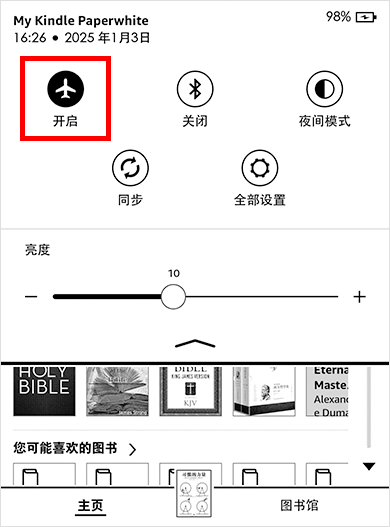 My Kindle Paperwhite
98%
16:26 ● 2025 年1月3日
开启
关闭
夜间模式
同步
全部设置
亮度
10
HOLY
BIBLE
BIBLE
KING JAMES VERSION
KJV
Eterna
Maste..
Alexand
e Duma
您可能喜欢的图书
主页
图书馆